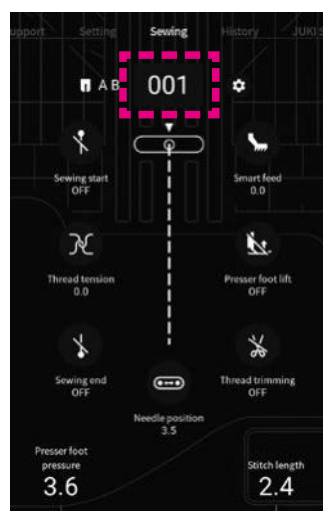 upport Setting Sewing History JUKI S
A B 001
Sewing start
OFF
Smart feed
0.0
Thread tension
0.0
Presser foot lift
OFF
Sewing end
OFF
Thread trimming
OFF
Needle position
3.5
Presser foot
pressure
3.6
Stitch length
2.4